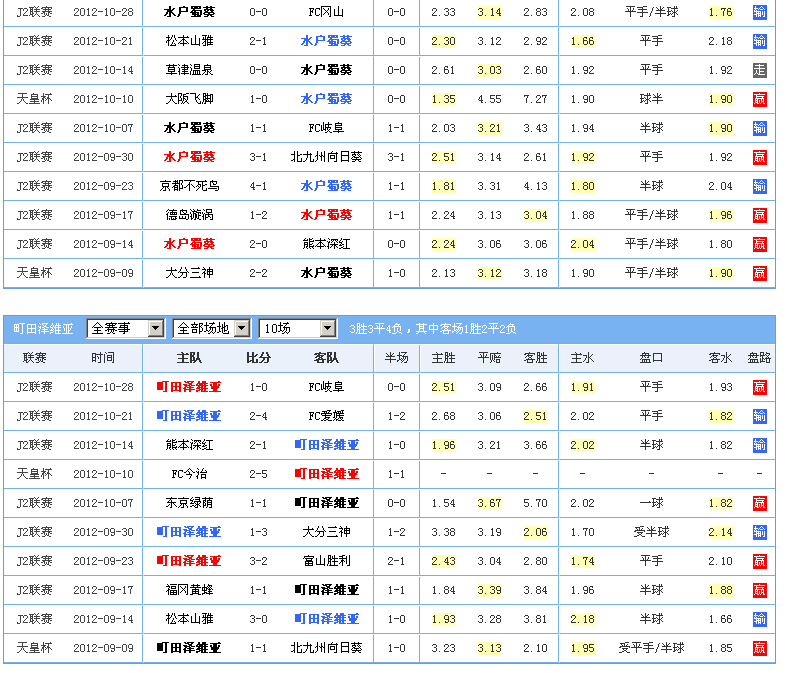 J2联赛 2012-10-28 水户蜀葵 0-0 FC冈山 0-0 2.33 3.14 2.83 2.08 平手/半球 1.76 输
J2联赛 2012-10-21 松本山雅 2-1 水户蜀葵 0-0 2.30 3.12 2.92 1.66 平手 2.18 输
J2联赛 2012-10-14 草津温泉 0-0 水户蜀葵 0-0 2.61 3.03 2.60 1.92 平手 1.92 走
天皇杯 2012-10-10 大阪飞脚 1-0 水户蜀葵 0-0 1.35 4.55 7.27 1.90 球半 1.90 赢
J2联赛 2012-10-07 水户蜀葵 1-1 FC岐阜 1-1 2.03 3.21 3.43 1.94 半球 1.90 输
J2联赛 2012-09-30 水户蜀葵 3-1 北九州向日葵 3-1 2.51 3.14 2.61 1.92 平手 1.92 赢
J2联赛 2012-09-23 京都不死鸟 4-1 水户蜀葵 1-1 1.81 3.31 4.13 1.80 半球 2.04 输
J2联赛 2012-09-17 德岛漩涡 1-2 水户蜀葵 1-1 2.24 3.13 3.04 1.88 平手/半球 1.96 赢
J2联赛 2012-09-14 水户蜀葵 2-0 熊本深红 0-0 2.24 3.06 3.06 2.04 平手/半球 1.80 赢
天皇杯 2012-09-09 大分三神 2-2 水户蜀葵 1-0 2.13 3.12 3.18 1.90 平手/半球 1.90 赢
町田泽维亚 全赛事 全部场地 10场 3胜3平4负，其中客场1胜2平2负
联赛 时间 主队 比分 客队 半场 主胜 平赔 客胜 主水 盘口 客水 盘路
J2联赛 2012-10-28 町田泽维亚 1-0 FC岐阜 0-0 2.51 3.09 2.66 1.91 平手 1.93 赢
J2联赛 2012-10-21 町田泽维亚 2-4 FC爱媛 1-2 2.68 3.06 2.51 2.02 平手 1.82 输
J2联赛 2012-10-14 熊本深红 2-1 町田泽维亚 1-0 1.96 3.21 3.66 2.02 半球 1.82 输
天皇杯 2012-10-10 FC今治 2-5 町田泽维亚 1-1 - - - - - - -
J2联赛 2012-10-07 东京绿荫 1-1 町田泽维亚 0-0 1.54 3.67 5.70 2.02 一球 1.82 赢
J2联赛 2012-09-30 町田泽维亚 1-3 大分三神 1-2 3.38 3.19 2.06 1.70 受半球 2.14 输
J2联赛 2012-09-23 町田泽维亚 3-2 富山胜利 2-1 2.43 3.04 2.80 1.74 平手 2.10 赢
J2联赛 2012-09-17 福冈黄蜂 1-1 町田泽维亚 1-1 1.84 3.39 3.84 1.96 半球 1.88 赢
J2联赛 2012-09-14 松本山雅 3-0 町田泽维亚 1-0 1.93 3.28 3.81 2.18 半球 1.66 输
天皇杯 2012-09-09 町田泽维亚 1-1 北九州向日葵 1-0 3.23 3.13 2.10 1.95 受平手/半球 1.85 赢